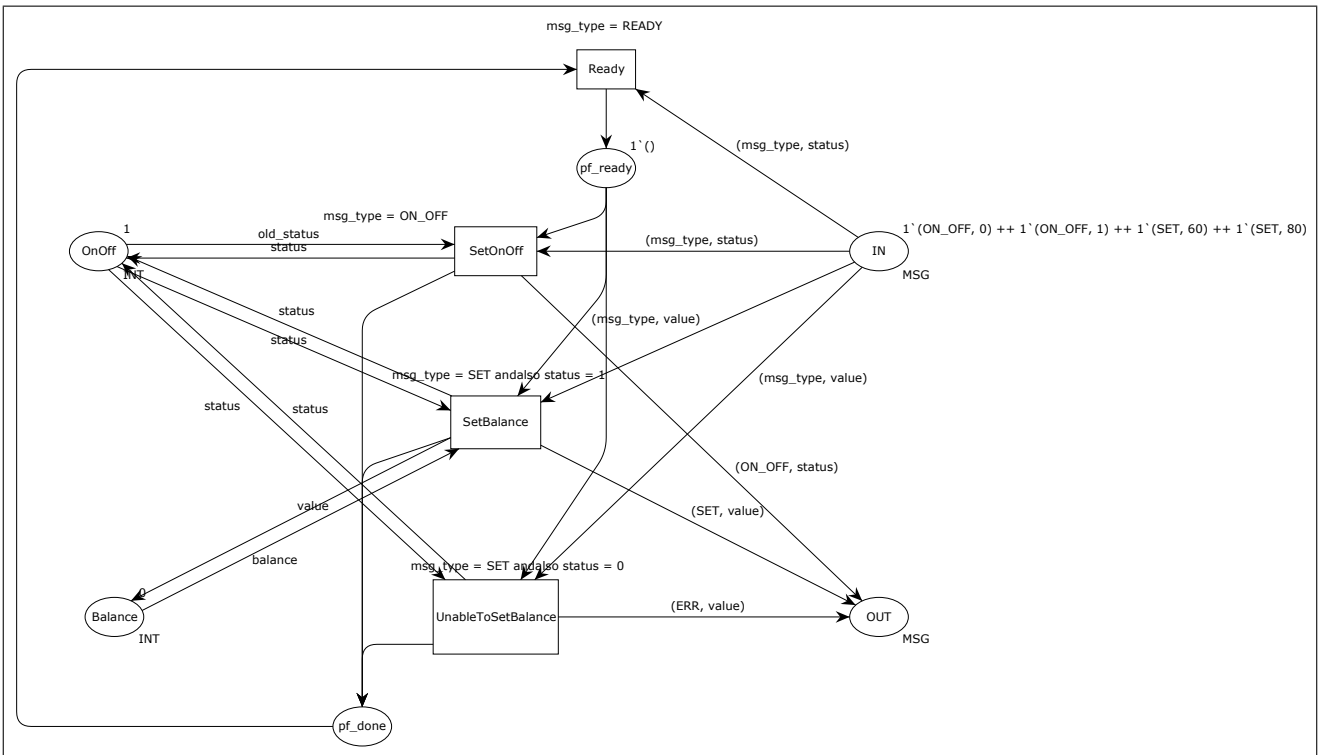 msg_type = READY
Ready
(msg_type, status)
1`()
pf_ready
msg_type = ON_OFF
1
old_status
1`(ON_OFF, 0) ++ 1`(ON_OFF, 1) ++ 1`(SET, 60) ++ 1`(SET, 80)
(msg_type, status)
status
OnOff
SetOnOff
IN
INT
MSG
status
(msg_type, value)
status
msg_type = SET andalso status = 1
(msg_type, value)
status
status
SetBalance
(ON_OFF, status)
value
(SET, value)
balance
msg_type = SET andalso status = 0
0
(ERR, value)
Balance
UnableToSetBalance
OUT
INT
MSG
pf_done